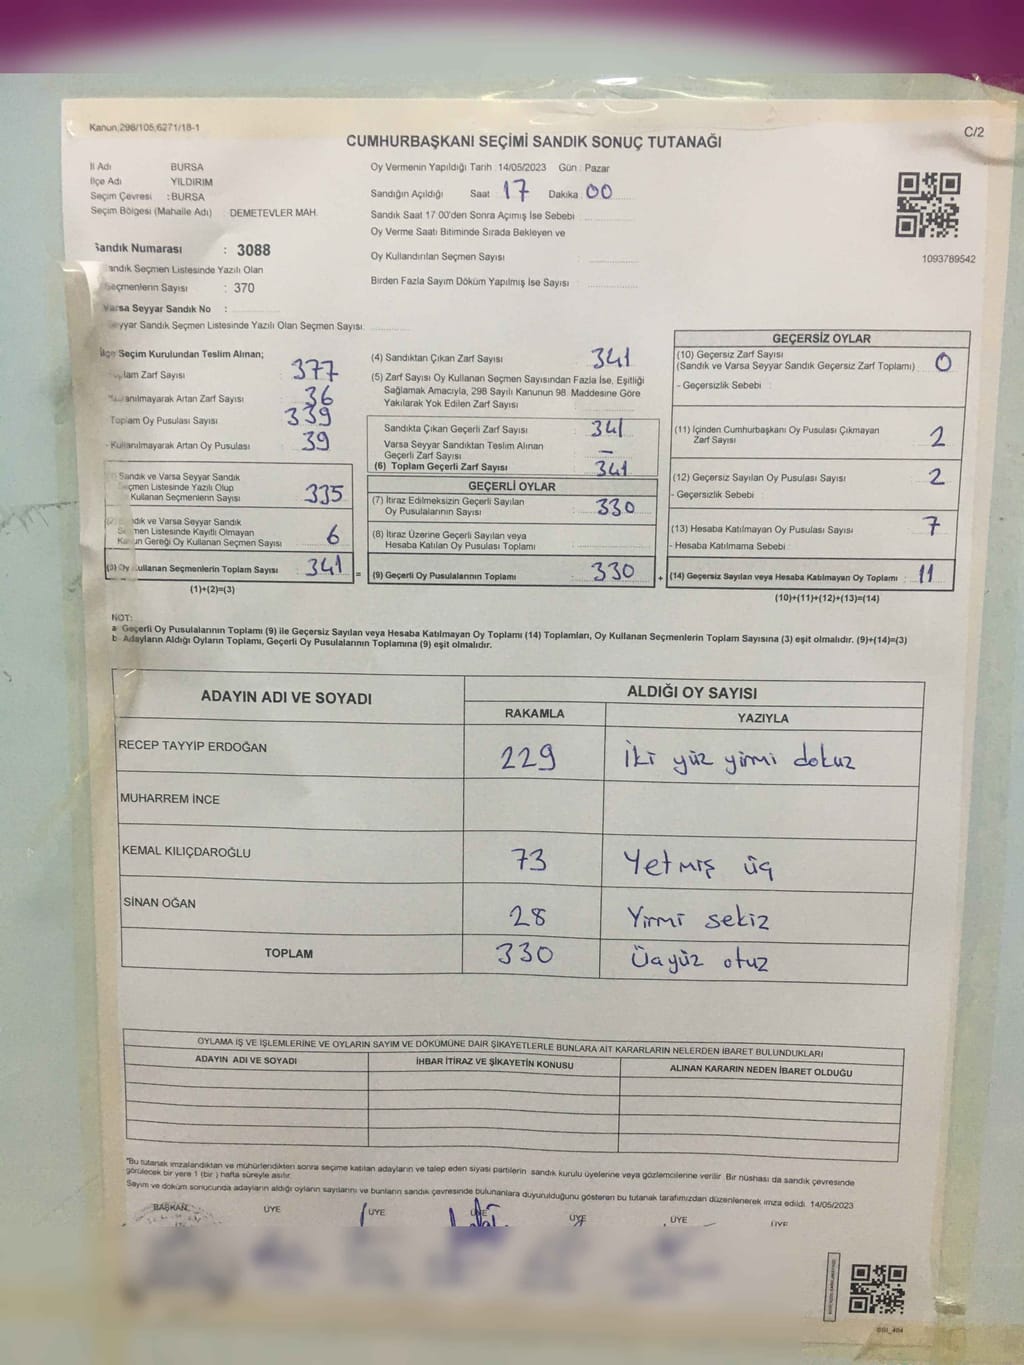 Kanun;298/105,6271/18-1
C/2
CUMHURBAŞKANI SEÇİMİ SANDIK SONUÇ TUTANAĞI
İl Adı BURSA
İlçe Adı YILDIRIM
Seçim Çevresi :BURSA
Seçim Bölgesi (Mahalle Adı) DEMETEVLER MAH.
Sandık Numarası : 3088
Sandık Seçmen Listesinde Yazılı Olan
Seçmenlerin Sayısı : 370
Varsa Seyyar Sandık No :
Seyyar Sandık Seçmen Listesinde Yazılı Olan Seçmen Sayısı:
Oy Vermenin Yapıldığı Tarih 14/05/2023 Gün : Pazar
Sandığın Açıldığı Saat 17 Dakika 00
Sandık Saat 17:00'den Sonra Açımış İse Sebebi
Oy Verme Saati Bitiminde Sırada Bekleyen ve
Oy Kullandırılan Seçmen Sayısı
Birden Fazla Sayım Döküm Yapılmış İse Sayısı
1093789542
İlçe Seçim Kurulundan Teslim Alınan;
Toplam Zarf Sayısı 377
Kullanılmayarak Artan Zarf Sayısı 36
Toplam Oy Pusulası Sayısı 339
- Kullanılmayarak Artan Oy Pusulası 39
Sandık ve Varsa Seyyar Sandık
Seçmen Listesinde Yazılı Olup
Kullanan Seçmenlerin Sayısı 335
(2) Sandık ve Varsa Seyyar Sandık
Seçmen Listesinde Kayıtlı Olmayan
Kanun Gereği Oy Kullanan Seçmen Sayısı 6
(3) Oy Kullanan Seçmenlerin Toplam Sayısı 341
(1)+(2)=(3)
(4) Sandıktan Çıkan Zarf Sayısı 341
(5) Zarf Sayısı Oy Kullanan Seçmen Sayısından Fazla İse, Eşitliği
Sağlamak Amacıyla, 298 Sayılı Kanunun 98. Maddesine Göre
Yakılarak Yok Edilen Zarf Sayısı
Sandıkta Çıkan Geçerli Zarf Sayısı 341
Varsa Seyyar Sandıktan Teslim Alınan
Geçerli Zarf Sayısı –
(6) Toplam Geçerli Zarf Sayısı 341
GEÇERLİ OYLAR
(7) İtiraz Edilmeksizin Geçerli Sayılan
Oy Pusulalarının Sayısı 330
(8) İtiraz Üzerine Geçerli Sayılan veya
Hesaba Katılan Oy Pusulası Toplamı
= (9) Geçerli Oy Pusulalarının Toplamı 330
GEÇERSİZ OYLAR
(10) Geçersiz Zarf Sayısı
(Sandık ve Varsa Seyyar Sandık Geçersiz Zarf Toplamı) 0
- Geçersizlik Sebebi :
(11) İçinden Cumhurbaşkanı Oy Pusulası Çıkmayan
Zarf Sayısı 2
(12) Geçersiz Sayılan Oy Pusulası Sayısı 2
- Geçersizlik Sebebi :
(13) Hesaba Katılmayan Oy Pusulası Sayısı 7
- Hesaba Katılmama Sebebi :
+ (14) Geçersiz Sayılan veya Hesaba Katılmayan Oy Toplamı : 11
(10)+(11)+(12)+(13)=(14)
NOT:
a- Geçerli Oy Pusulalarının Toplamı (9) ile Geçersiz Sayılan veya Hesaba Katılmayan Oy Toplamı (14) Toplamları, Oy Kullanan Seçmenlerin Toplam Sayısına (3) eşit olmalıdır. (9)+(14)=(3)
b- Adayların Aldığı Oyların Toplamı, Geçerli Oy Pusulalarının Toplamına (9) eşit olmalıdır.
ADAYIN ADI VE SOYADI ALDIĞI OY SAYISI
RAKAMLA YAZIYLA
RECEP TAYYİP ERDOĞAN 229 İki yüz yirmi dokuz
MUHARREM İNCE
KEMAL KILIÇDAROĞLU 73 Yetmiş üç
SİNAN OĞAN 28 Yirmi sekiz
TOPLAM 330 Üçyüz otuz
OYLAMA İŞ VE İŞLEMLERİNE VE OYLARIN SAYIM VE DÖKÜMÜNE DAİR ŞİKAYETLERLE BUNLARA AİT KARARLARIN NELERDEN İBARET BULUNDUKLARI
ADAYIN ADI VE SOYADI İHBAR İTİRAZ VE ŞİKAYETİN KONUSU ALINAN KARARIN NEDEN İBARET OLDUĞU
*Bu tutanak imzalandıktan ve mühürlendikten sonra seçime katılan adayların ve talep eden siyasi partilerin sandık kurulu üyelerine veya gözlemcilerine verilir. Bir nüshası da sandık çevresinde
görülecek bir yere 1 (bir ) hafta süreyle asılır.
Sayım ve döküm sonucunda adayların aldığı oyların sayılarını ve bunların sandık çevresinde bulunanlara duyurulduğunu gösteren bu tutanak tarafımızdan düzenlenerek imza edildi. 14/05/2023
BAŞKAN ÜYE ÜYE ÜYE ÜYE ÜYE ÜYE